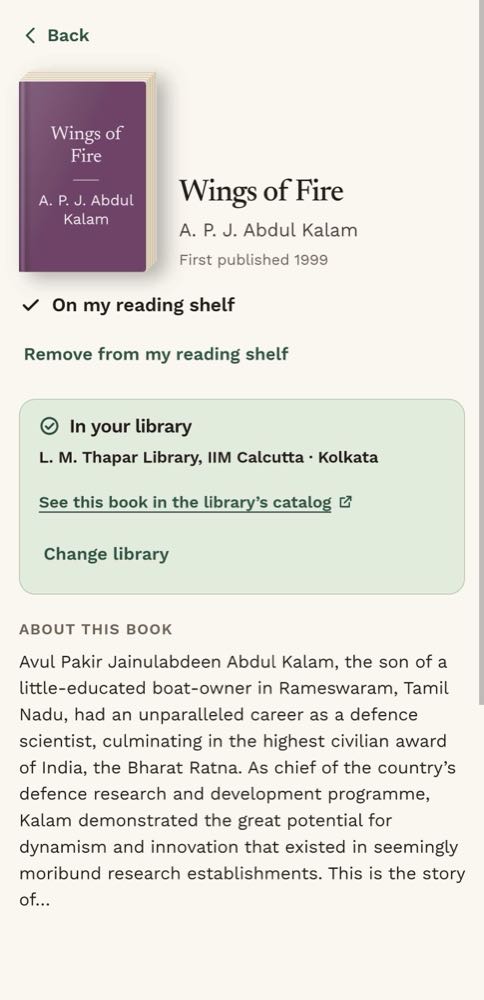 Back
Wings of
Fire
A. P. J. Abdul
Kalam
Wings of Fire
A. P. J. Abdul Kalam
First published 1999
On my reading shelf
Remove from my reading shelf
In your library
L. M. Thapar Library, IIM Calcutta · Kolkata
See this book in the library’s catalog
Change library
ABOUT THIS BOOK
Avul Pakir Jainulabdeen Abdul Kalam, the son of a
little-educated boat-owner in Rameswaram, Tamil
Nadu, had an unparalleled career as a defence
scientist, culminating in the highest civilian award
of India, the Bharat Ratna. As chief of the country’s
defence research and development programme,
Kalam demonstrated the great potential for
dynamism and innovation that existed in seemingly
moribund research establishments. This is the story
of...